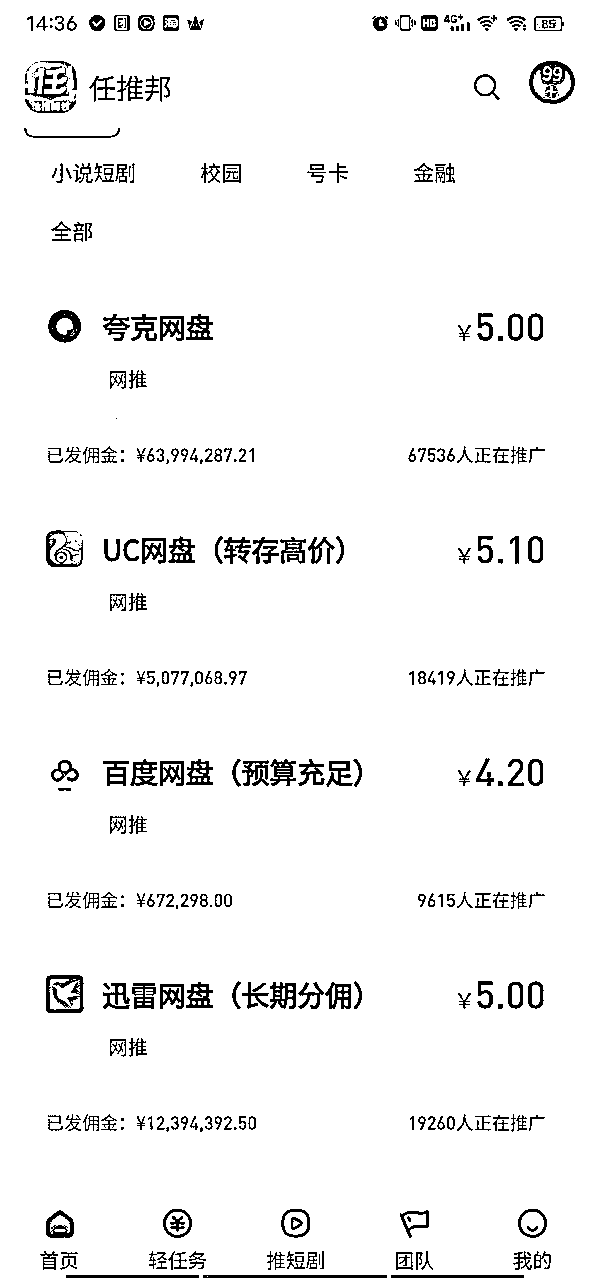 14:36 HD 4G+ 85
任推邦
小说短剧 校园 号卡 金融
全部
夸克网盘 ¥5.00
网推
已发佣金：¥63,994,287.21 67536人正在推广
UC网盘（转存高价） ¥5.10
网推
已发佣金：¥5,077,068.97 18419人正在推广
百度网盘（预算充足） ¥4.20
网推
已发佣金：¥672,298.00 9615人正在推广
迅雷网盘（长期分佣） ¥5.00
网推
已发佣金：¥12,394,392.50 19260人正在推广
首页 轻任务 推短剧 团队 我的